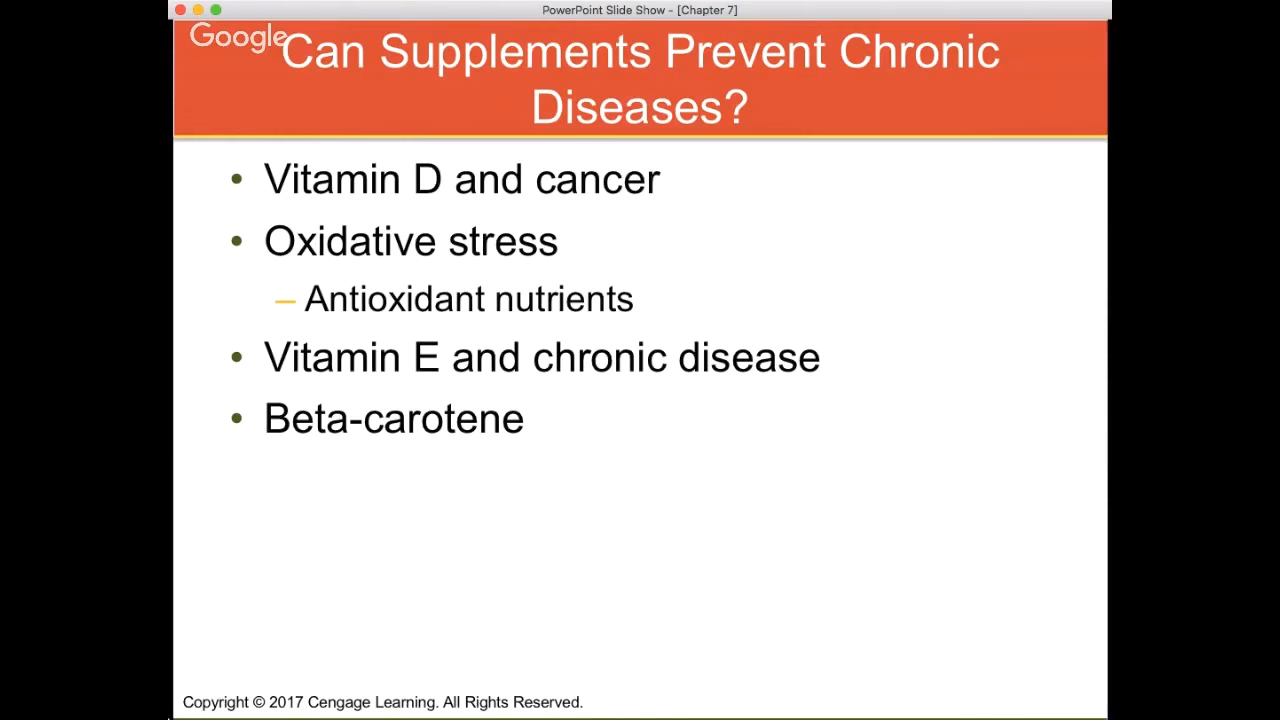 PowerPoint Slide Show - [Chapter 7]
Google
Can Supplements Prevent Chronic
Diseases?
• Vitamin D and cancer
• Oxidative stress
– Antioxidant nutrients
• Vitamin E and chronic disease
• Beta-carotene
Copyright © 2017 Cengage Learning. All Rights Reserved.